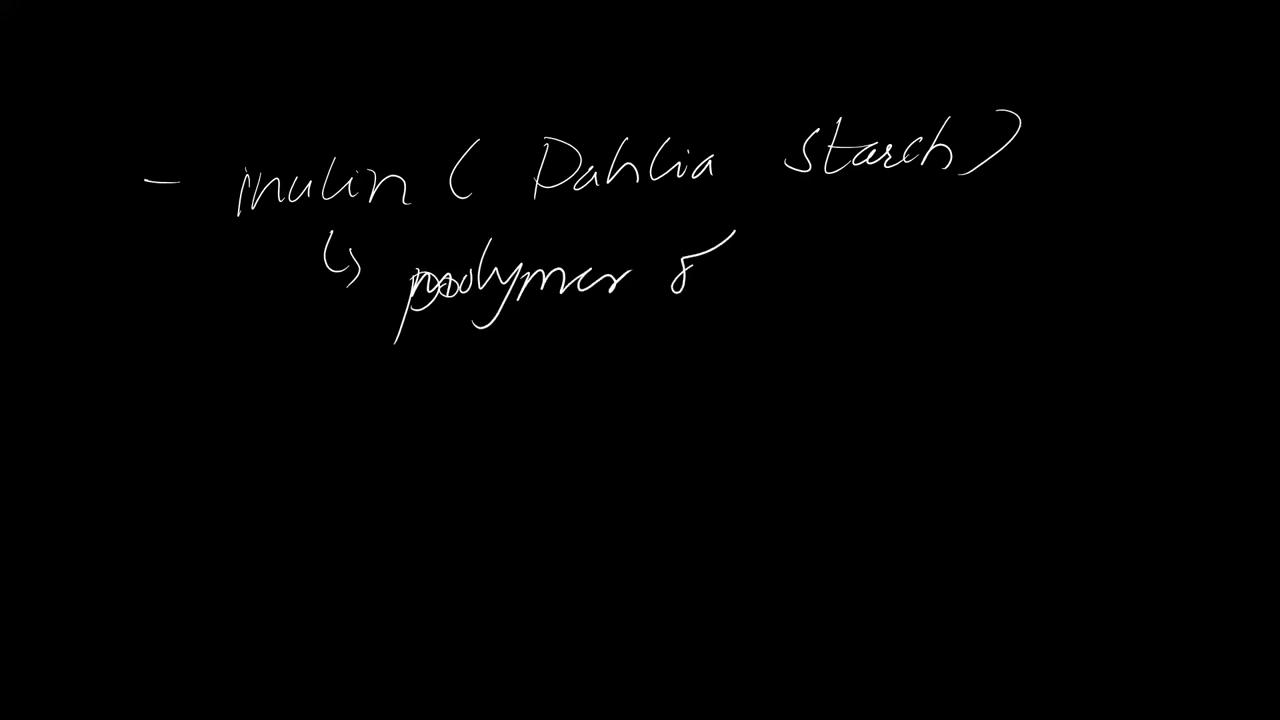 - inulin ( Dahlia starch)
↳ polymer of